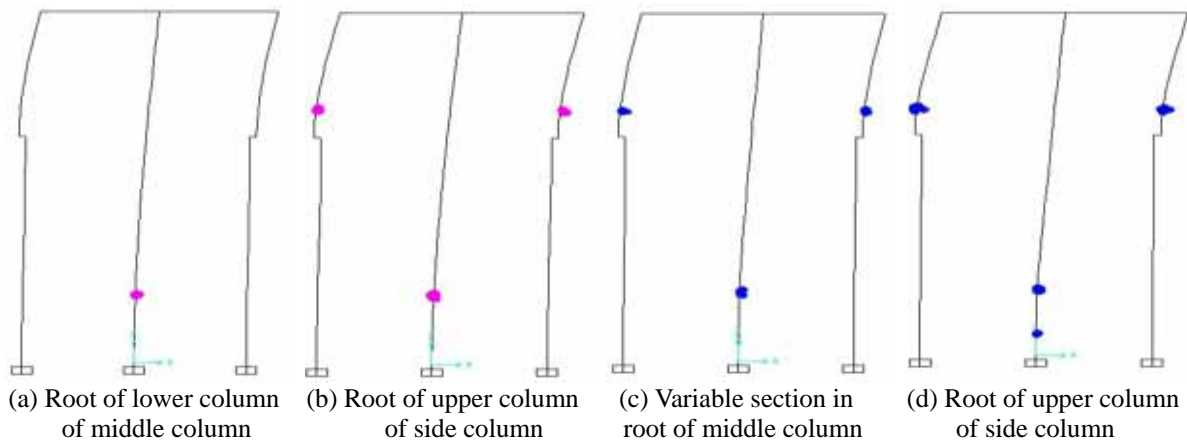 (a) Root of lower column
of middle column
(b) Root of upper column
of side column
(c) Variable section in
root of middle column
(d) Root of upper column
of side column